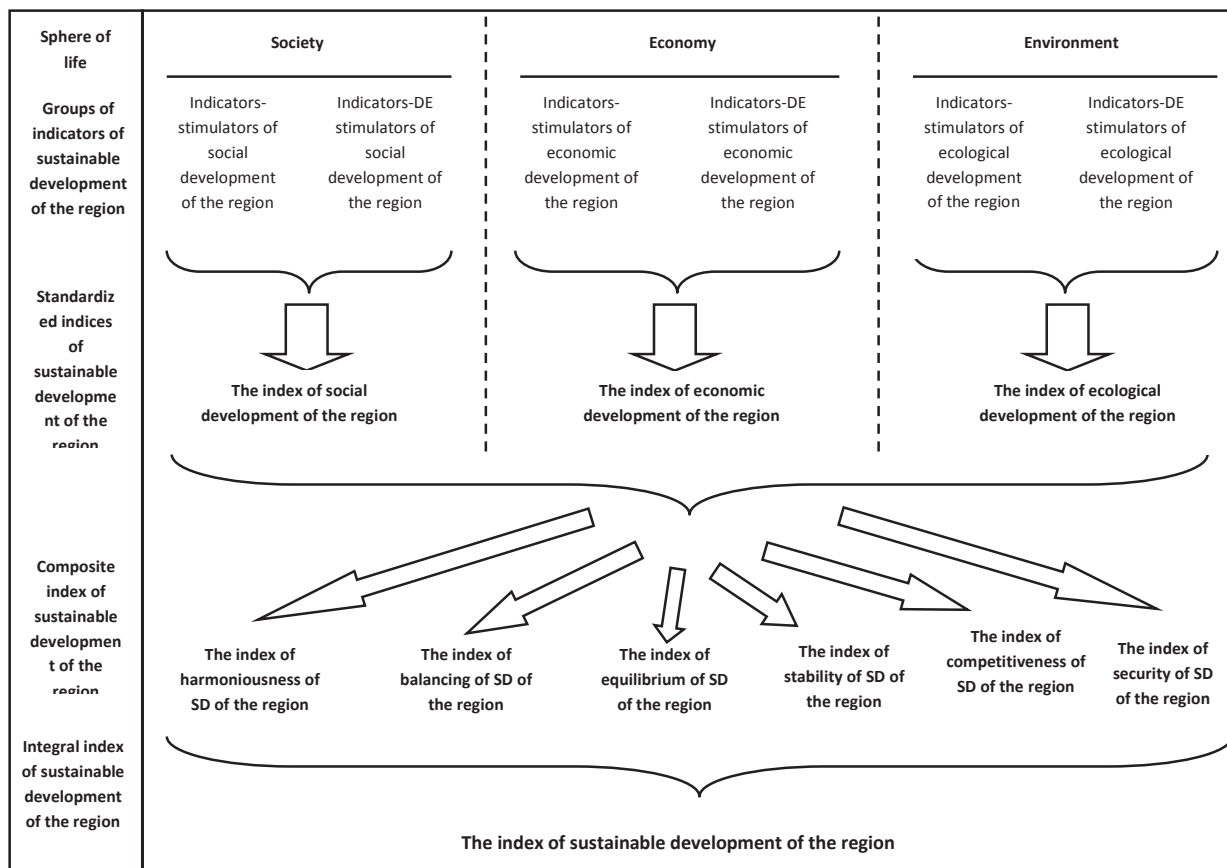 Sphere of
life
Society
Economy
Environment
Groups of
indicators of
sustainable
development
of the region
Indicators-
stimulators of
social
development
of the region
Indicators-DE
stimulators of
social
development of
the region
Indicators-
stimulators of
economic
development of
the region
Indicators-DE
stimulators of
economic
development of
the region
Indicators-
stimulators of
ecological
development
of the region
Indicators-DE
stimulators of
ecological
development of
the region
Standardiz
ed indices
of
sustainable
developme
nt of the
region
The index of social
development of the region
The index of economic
development of the region
The index of ecological
development of the region
Composite
index of
sustainable
developmen
t of the
region
The index of
harmoniousness of
SD of the region
The index of
balancing of SD of
the region
The index of
equilibrium of SD
of the region
The index of
stability of SD of
the region
The index of
competitiveness of
SD of the region
The index of
security of SD
of the region
Integral index
of sustainable
development
of the region
The index of sustainable development of the region